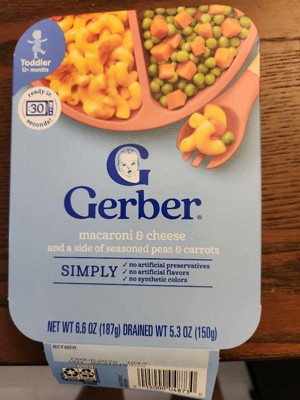 Toddler
12+ months
ready in
:30
seconds!
G
Gerber®
macaroni & cheese
and a side of seasoned peas & carrots
SIMPLY
✓ no artificial preservatives
✓ no artificial flavors
✓ no synthetic colors
NET WT 6.6 OZ (187g) DRAINED WT 5.3 OZ (150g)